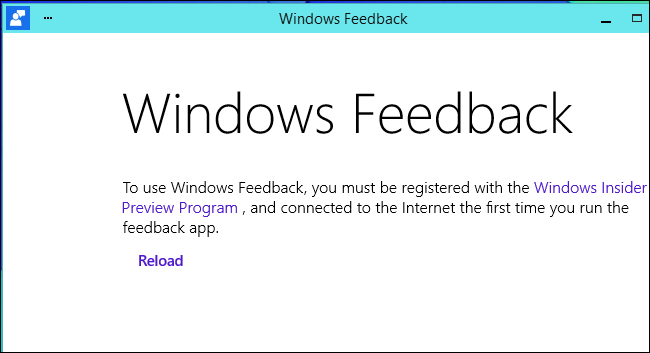 Windows Feedback
Windows Feedback
To use Windows Feedback, you must be registered with the Windows Insider
Preview Program , and connected to the Internet the first time you run the
feedback app.
Reload